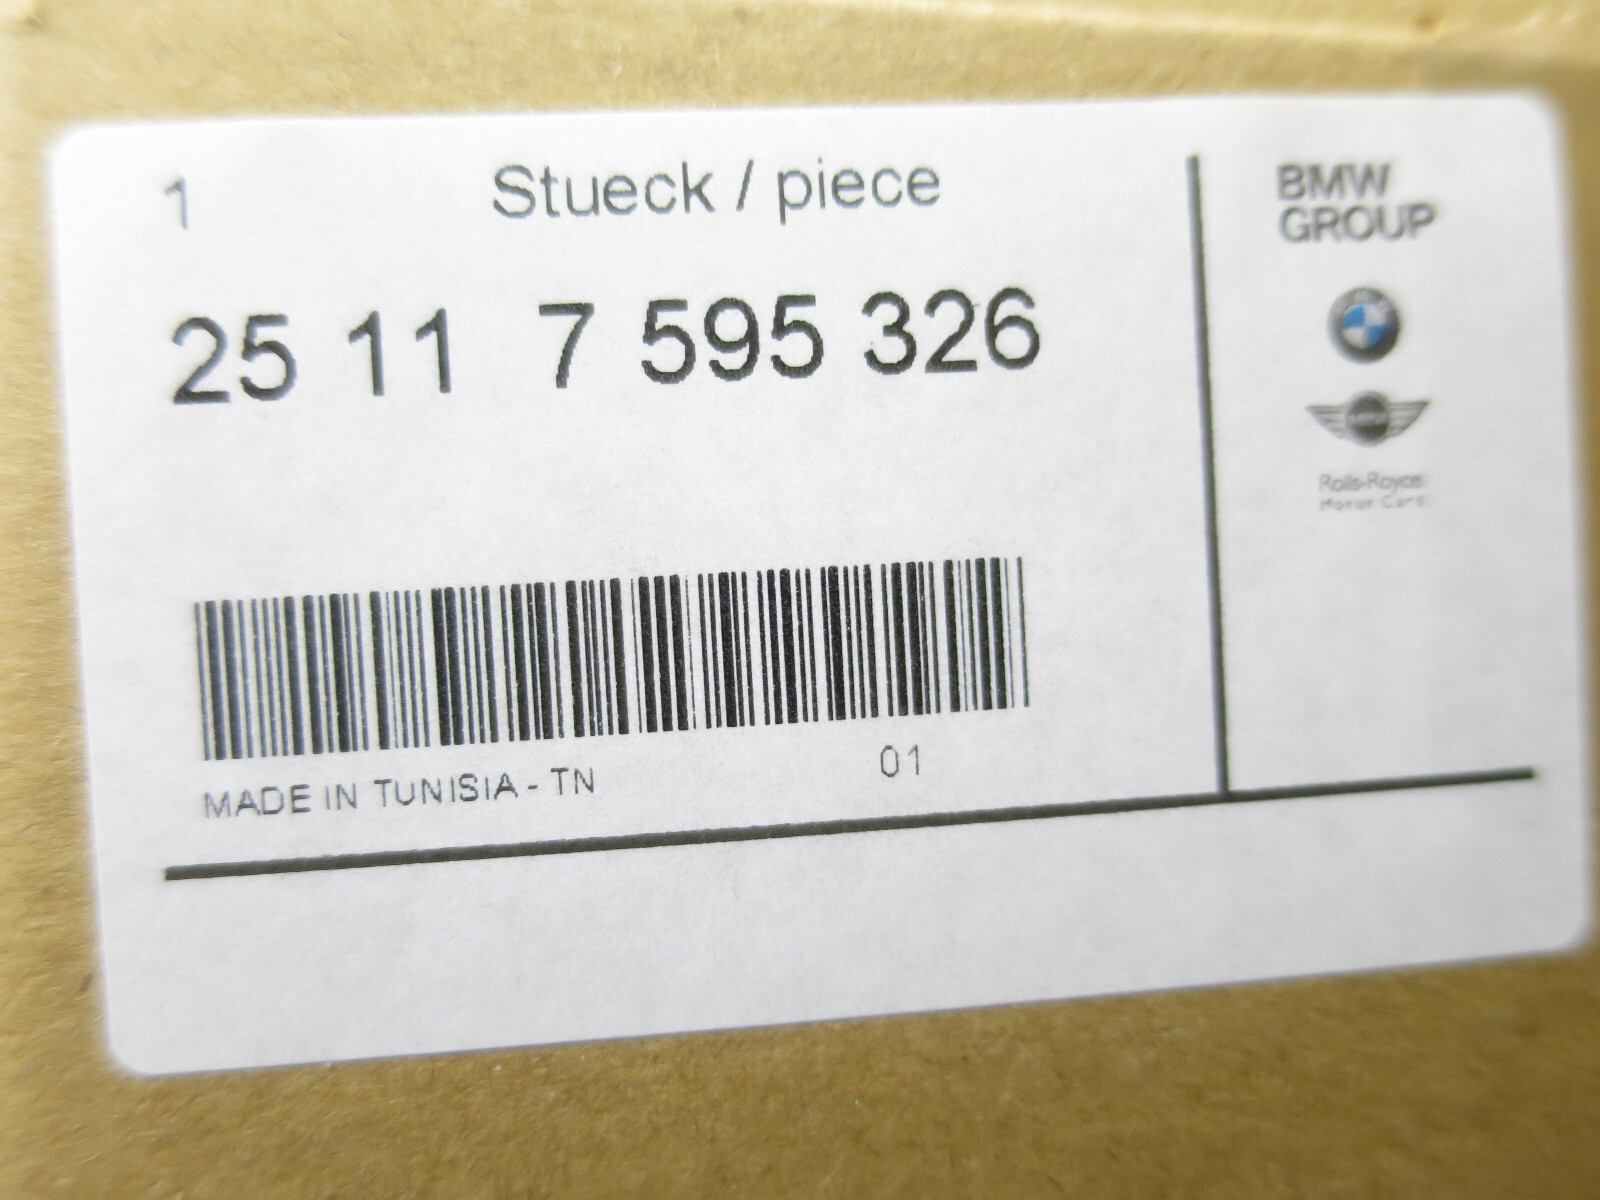 1 Stueck / piece
25 11 7 595 326
MADE IN TUNISIA - TN 01
BMW
GROUP
Rolls-Royce
Motor Cars